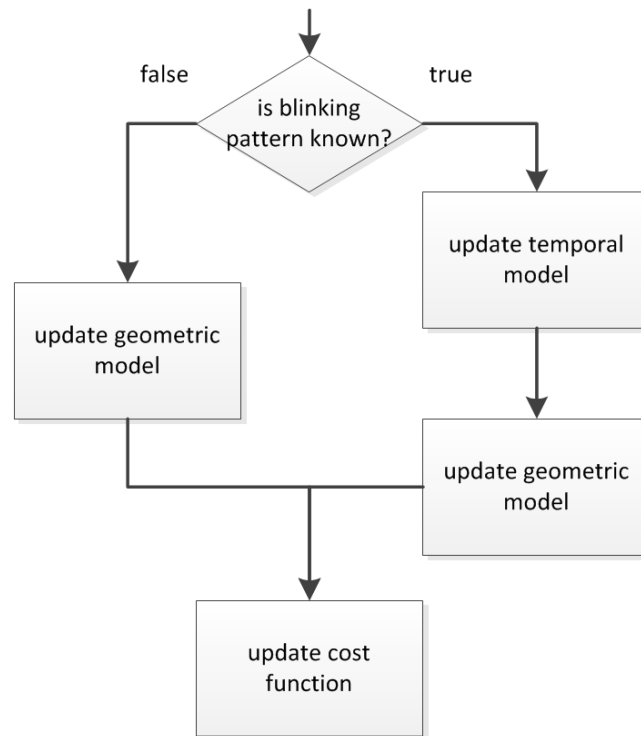 false
true
is blinking
pattern known?
update temporal
model
update geometric
model
update geometric
model
update cost
function